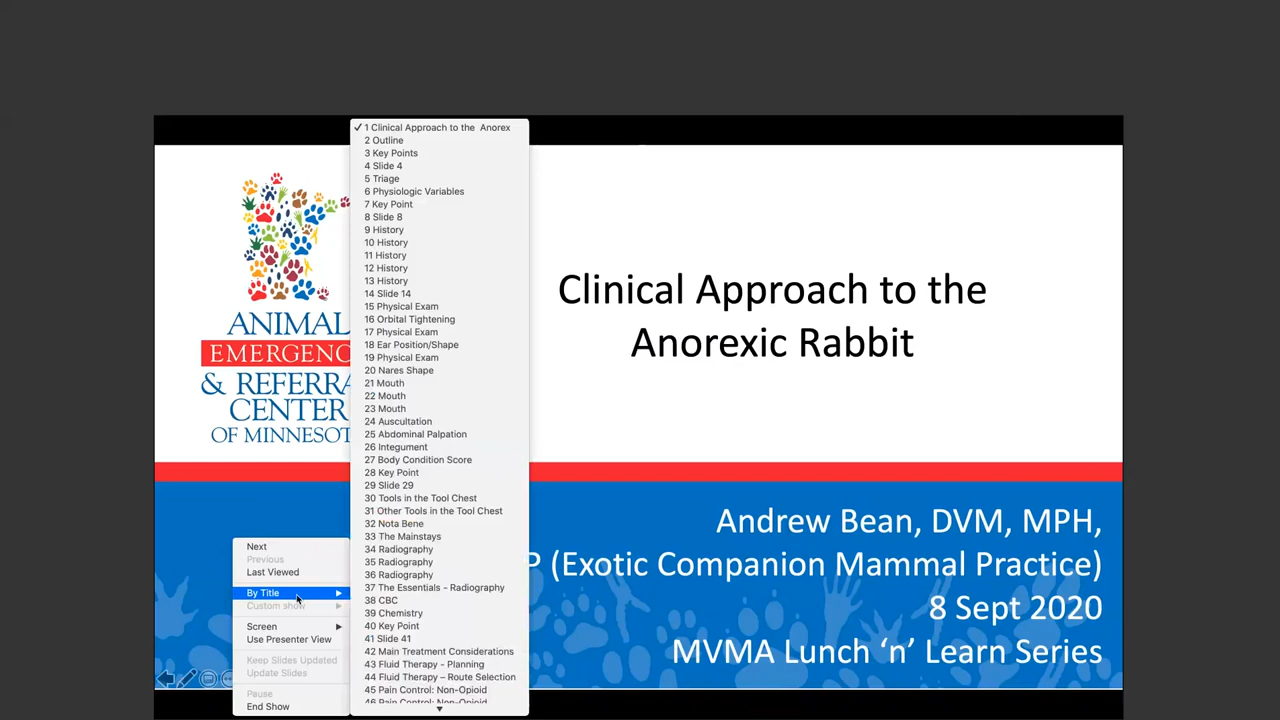 ANIMAL
EMERGENC
& REFERRA
CENTER
OF MINNESOT
Clinical Approach to the
Anorexic Rabbit
Andrew Bean, DVM, MPH,
P (Exotic Companion Mammal Practice)
8 Sept 2020
MVMA Lunch ‘n’ Learn Series
Next
Previous
Last Viewed
By Title
Custom show
Screen
Use Presenter View
Keep Slides Updated
Update Slides
Pause
End Show
✓ 1 Clinical Approach to the  Anorex
2 Outline
3 Key Points
4 Slide 4
5 Triage
6 Physiologic Variables
7 Key Point
8 Slide 8
9 History
10 History
11 History
12 History
13 History
14 Slide 14
15 Physical Exam
16 Orbital Tightening
17 Physical Exam
18 Ear Position/Shape
19 Physical Exam
20 Nares Shape
21 Mouth
22 Mouth
23 Mouth
24 Auscultation
25 Abdominal Palpation
26 Integument
27 Body Condition Score
28 Key Point
29 Slide 29
30 Tools in the Tool Chest
31 Other Tools in the Tool Chest
32 Nota Bene
33 The Mainstays
34 Radiography
35 Radiography
36 Radiography
37 The Essentials - Radiography
38 CBC
39 Chemistry
40 Key Point
41 Slide 41
42 Main Treatment Considerations
43 Fluid Therapy - Planning
44 Fluid Therapy – Route Selection
45 Pain Control: Non-Opioid
46 Pain Control: Non-Opioid